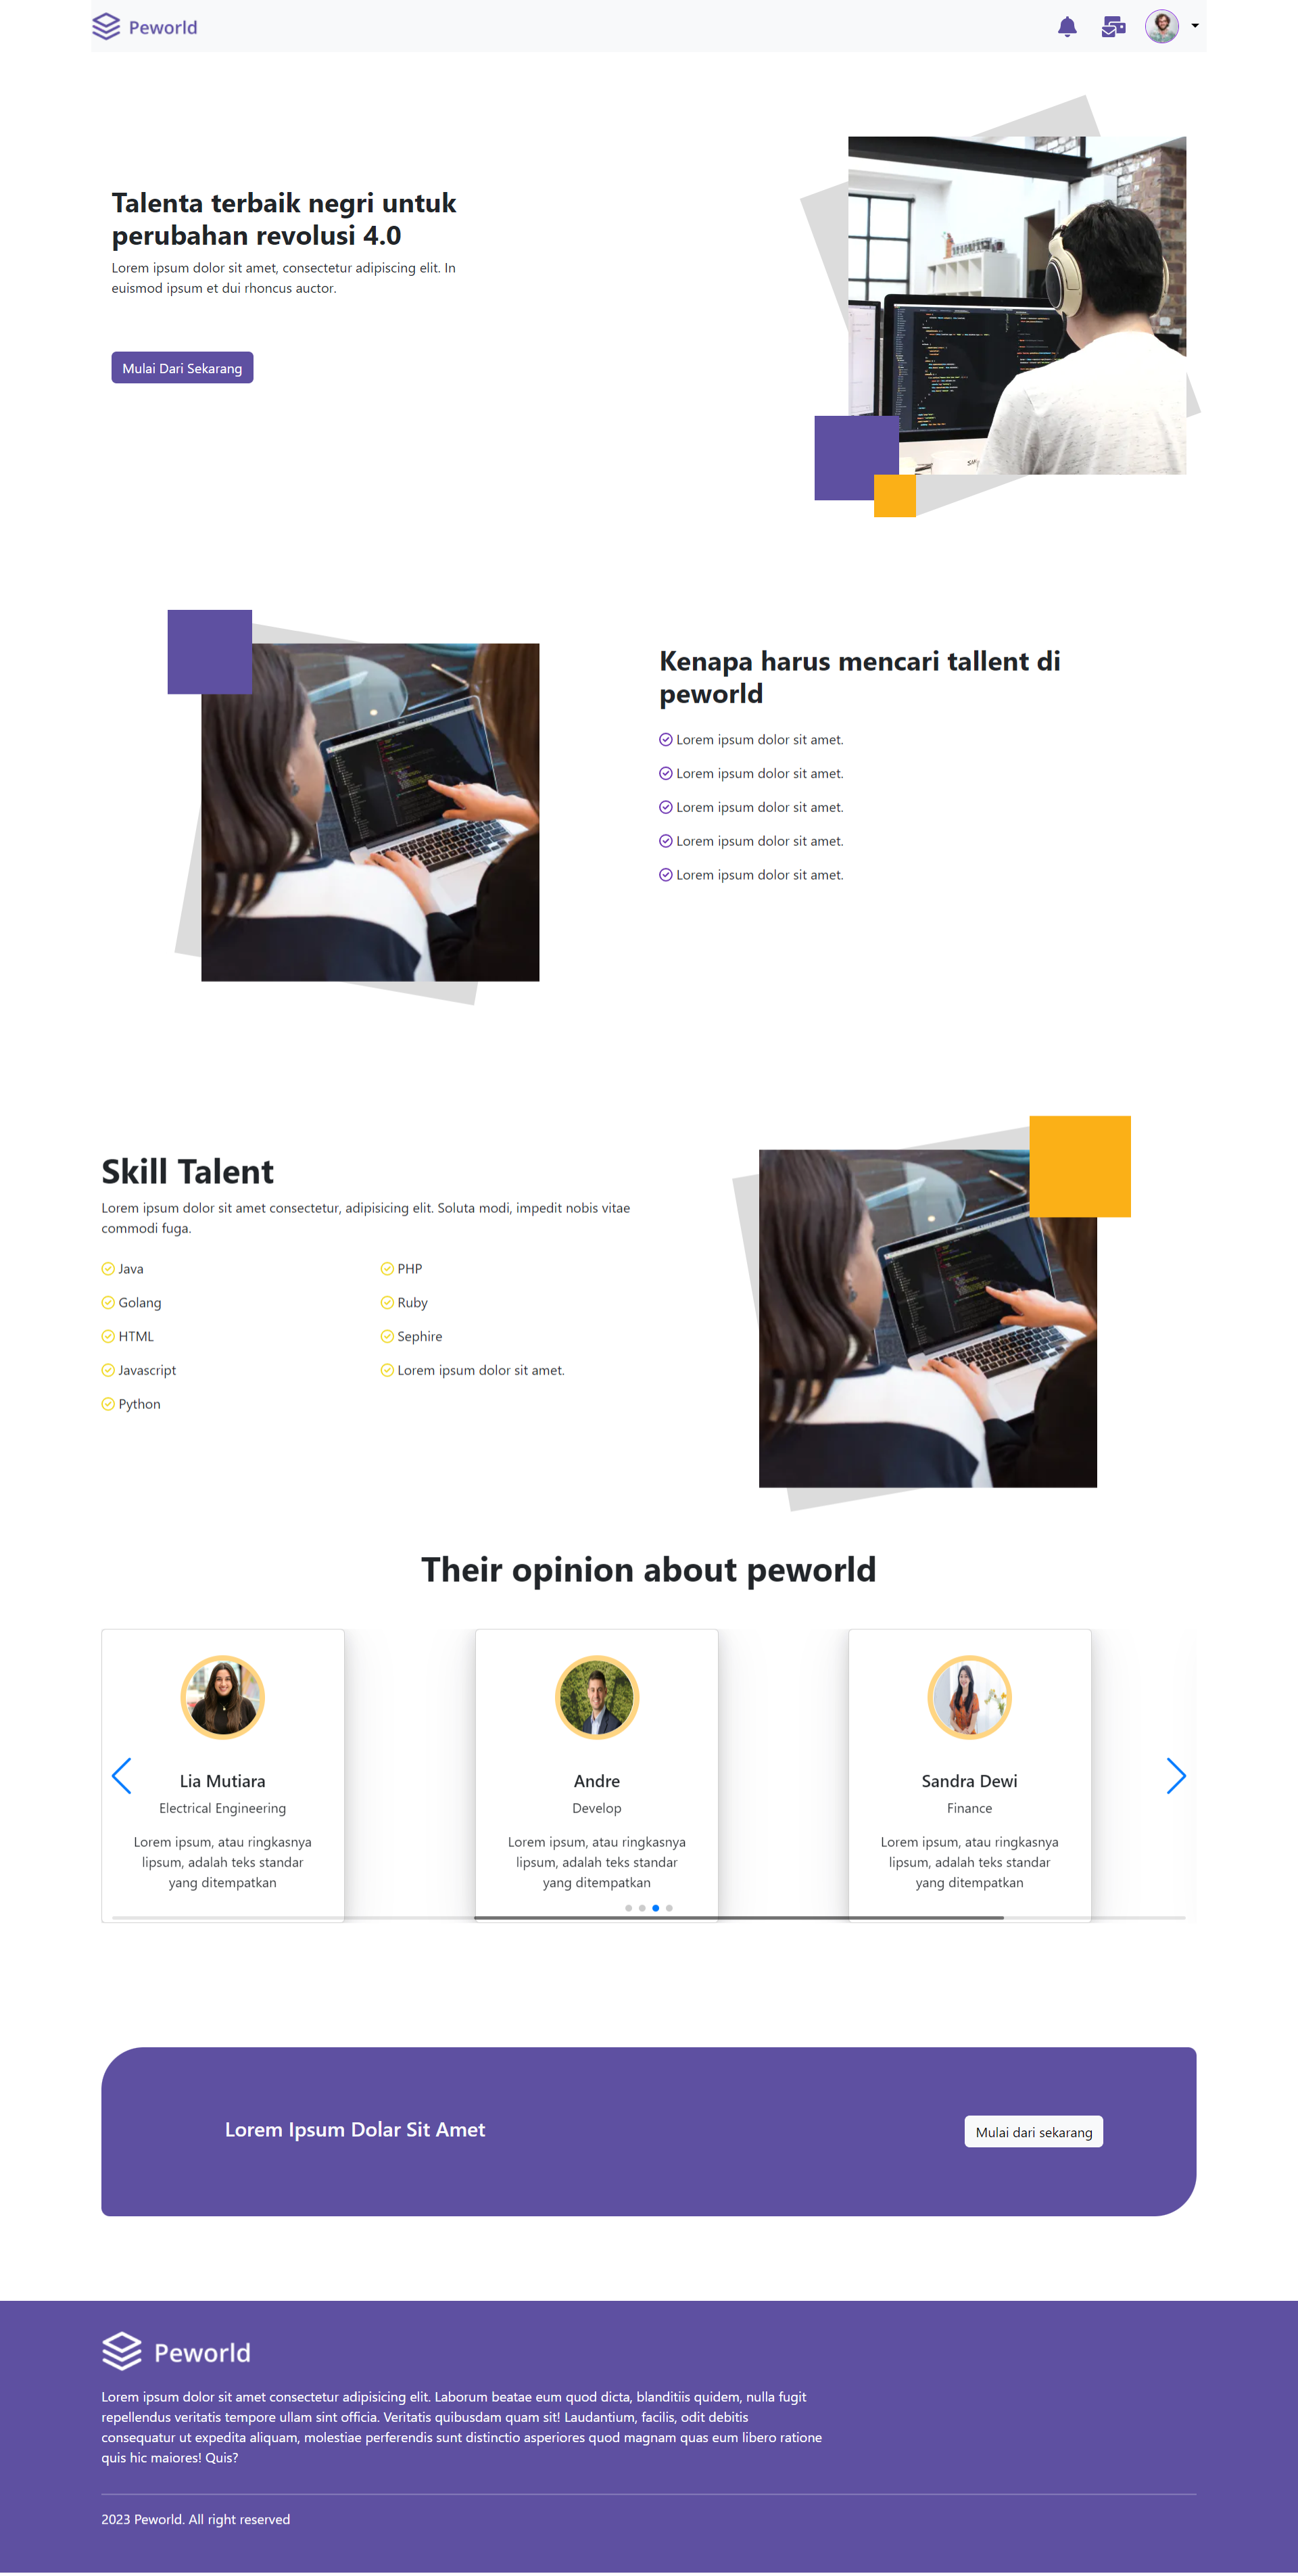 Peworld
Talenta terbaik negri untuk
perubahan revolusi 4.0
Lorem ipsum dolor sit amet, consectetur adipiscing elit. In
euismod ipsum et dui rhoncus auctor.
Mulai Dari Sekarang
Kenapa harus mencari tallent di
peworld
Lorem ipsum dolor sit amet.
Lorem ipsum dolor sit amet.
Lorem ipsum dolor sit amet.
Lorem ipsum dolor sit amet.
Lorem ipsum dolor sit amet.
Skill Talent
Lorem ipsum dolor sit amet consectetur, adipisicing elit. Soluta modi, impedit nobis vitae
commodi fuga.
Java
Golang
HTML
Javascript
Python
PHP
Ruby
Sephire
Lorem ipsum dolor sit amet.
Their opinion about peworld
Lia Mutiara
Electrical Engineering
Lorem ipsum, atau ringkasnya
lipsum, adalah teks standar
yang ditempatkan
Andre
Develop
Lorem ipsum, atau ringkasnya
lipsum, adalah teks standar
yang ditempatkan
Sandra Dewi
Finance
Lorem ipsum, atau ringkasnya
lipsum, adalah teks standar
yang ditempatkan
Lorem Ipsum Dolar Sit Amet
Mulai dari sekarang
Peworld
Lorem ipsum dolor sit amet consectetur adipisicing elit. Laborum beatae eum quod dicta, blanditiis quidem, nulla fugit
repellendus veritatis tempore ullam sint officia. Veritatis quibusdam quam sit! Laudantium, facilis, odit debitis
consequatur ut expedita aliquam, molestiae perferendis sunt distinctio asperiores quod magnam quas eum libero ratione
quis hic maiores! Quis?
2023 Peworld. All right reserved